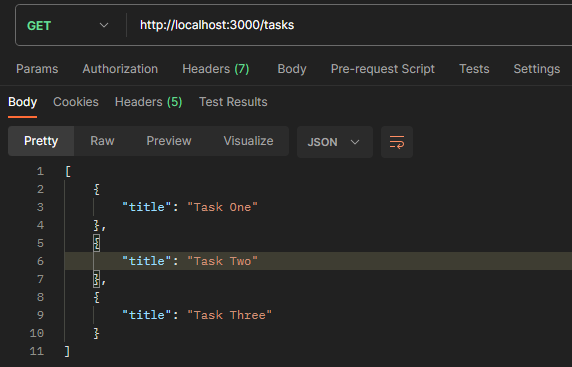 GET http://localhost:3000/tasks
Params Authorization Headers (7) Body Pre-request Script Tests Settings
Body Cookies Headers (5) Test Results
Pretty Raw Preview Visualize JSON
1 [
2 {
3 "title": "Task One"
4 },
5 {
6 "title": "Task Two"
7 },
8 {
9 "title": "Task Three"
10 }
11 ]